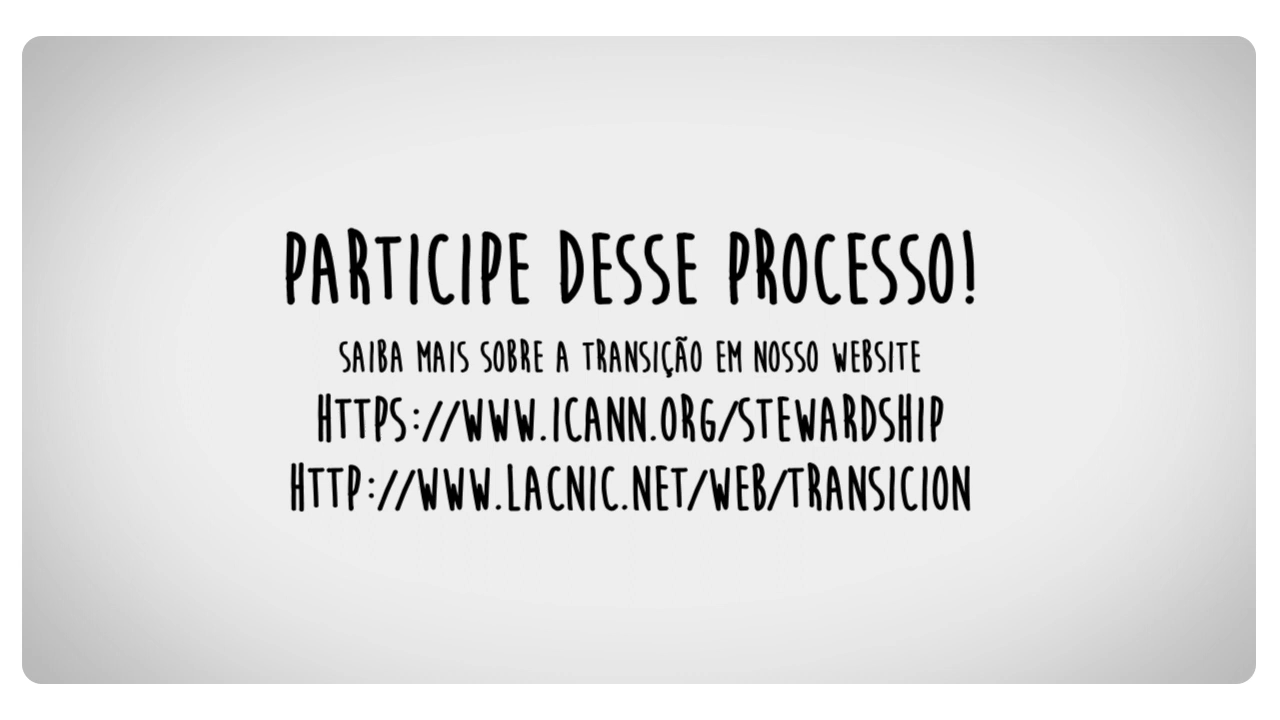 PARTICIPE DESSE PROCESSO!
SAIBA MAIS SOBRE A TRANSIÇÃO EM NOSSO WEBSITE
HTTPS://WWW.ICANN.ORG/STEWARDSHIP
HTTP://WWW.LACNIC.NET/WEB/TRANSICION